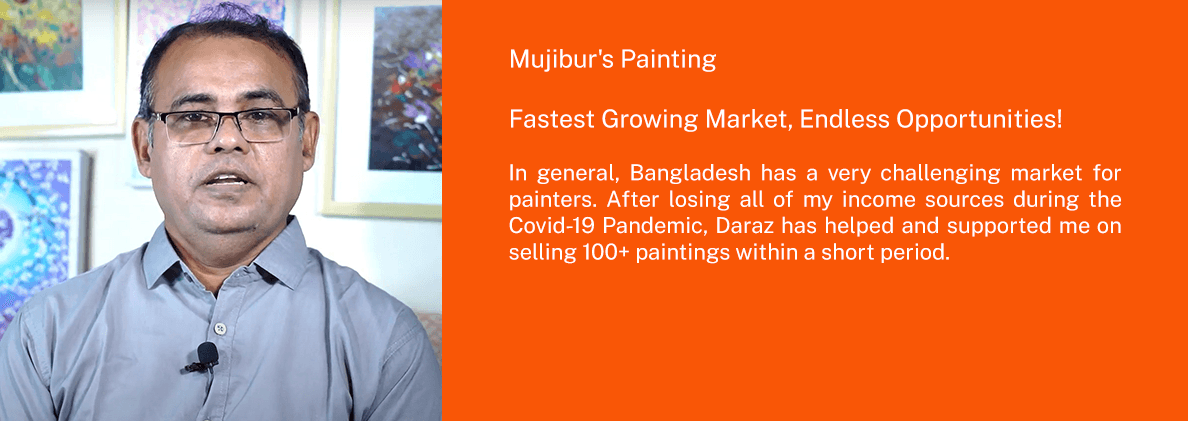 Mujibur's Painting
Fastest Growing Market, Endless Opportunities!
In general, Bangladesh has a very challenging market for
painters. After losing all of my income sources during the
Covid-19 Pandemic, Daraz has helped and supported me on
selling 100+ paintings within a short period.